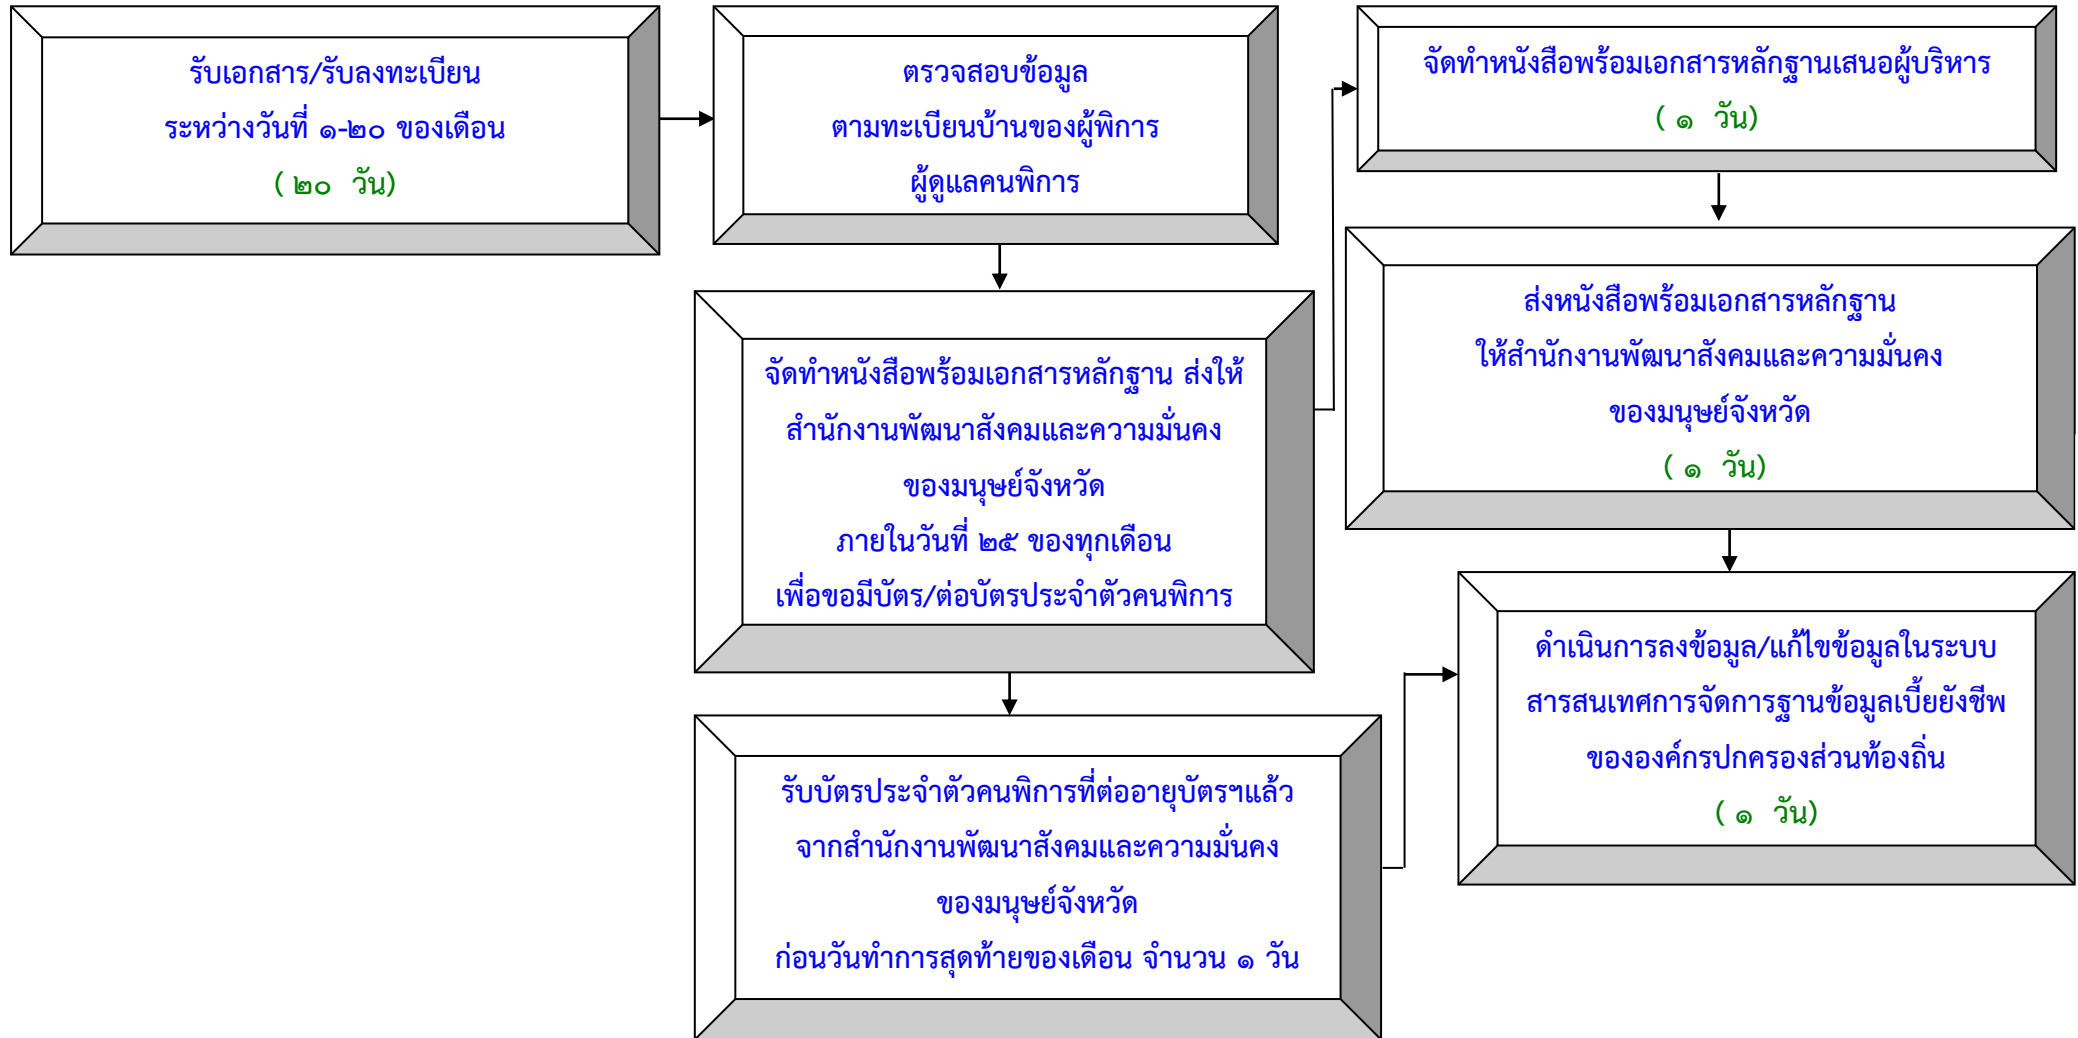 รับเอกสาร/รับลงทะเบียน
ระหว่างวันที่ ๑-๒๐ ของเดือน
( ๒๐ วัน)
ตรวจสอบข้อมูล
ตามทะเบียนบ้านของผู้พิการ
ผู้ดูแลคนพิการ
จัดทำหนังสือพร้อมเอกสารหลักฐาน ส่งให้
สำนักงานพัฒนาสังคมและความมั่นคง
ของมนุษย์จังหวัด
ภายในวันที่ ๒๕ ของทุกเดือน
เพื่อขอมีบัตร/ต่อบัตรประจำตัวคนพิการ
จัดทำหนังสือพร้อมเอกสารหลักฐานเสนอผู้บริหาร
( ๑ วัน)
ส่งหนังสือพร้อมเอกสารหลักฐาน
ให้สำนักงานพัฒนาสังคมและความมั่นคง
ของมนุษย์จังหวัด
( ๑ วัน)
รับบัตรประจำตัวคนพิการที่ต่ออายุบัตรฯแล้ว
จากสำนักงานพัฒนาสังคมและความมั่นคง
ของมนุษย์จังหวัด
ก่อนวันทำการสุดท้ายของเดือน จำนวน ๑ วัน
ดำเนินการลงข้อมูล/แก้ไขข้อมูลในระบบ
สารสนเทศการจัดการฐานข้อมูลเบี้ยยังชีพ
ขององค์กรปกครองส่วนท้องถิ่น
( ๑ วัน)